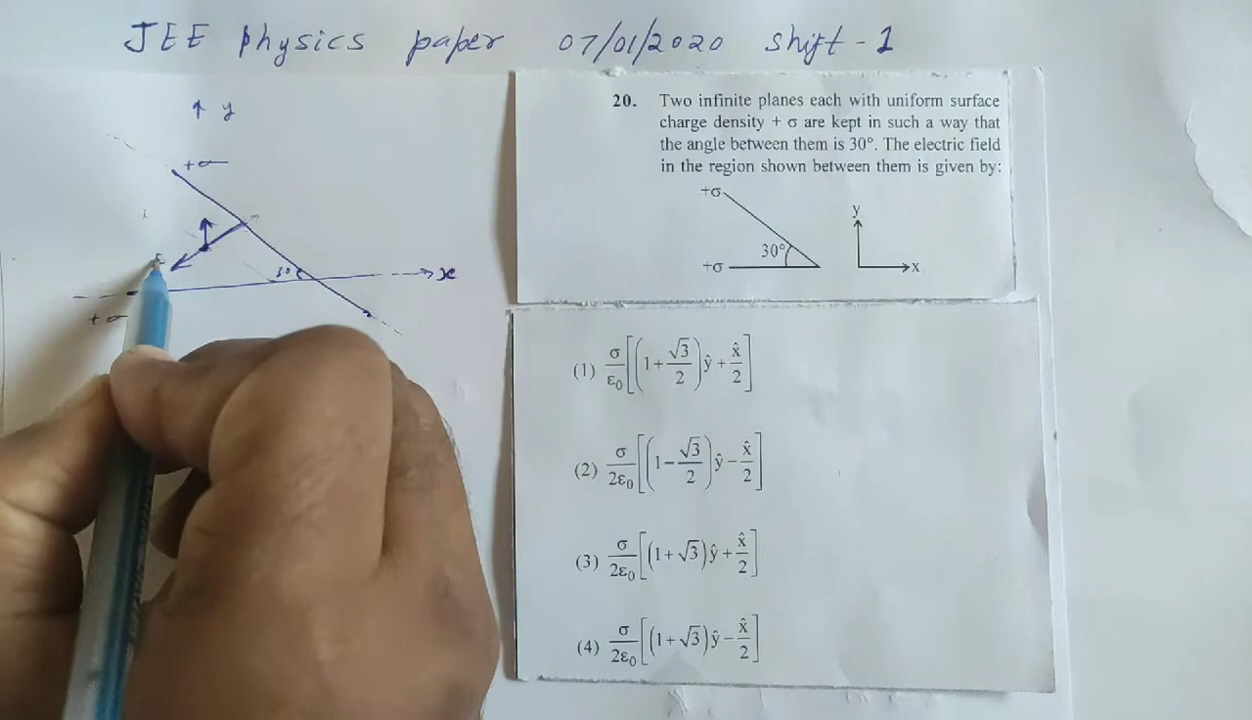 JEE physics paper 07/01/2020 shift-1
y
+σ
30
x
+σ
20. Two infinite planes each with uniform surface
charge density + σ are kept in such a way that
the angle between them is 30°. The electric field
in the region shown between them is given by:
+σ
30°
+σ
y
x
(1) σ/ε₀[(1+√3/2)ŷ+x̂/2]
(2) σ/2ε₀[(1−√3/2)ŷ−x̂/2]
(3) σ/2ε₀[(1+√3)ŷ+x̂/2]
(4) σ/2ε₀[(1+√3)ŷ−x̂/2]